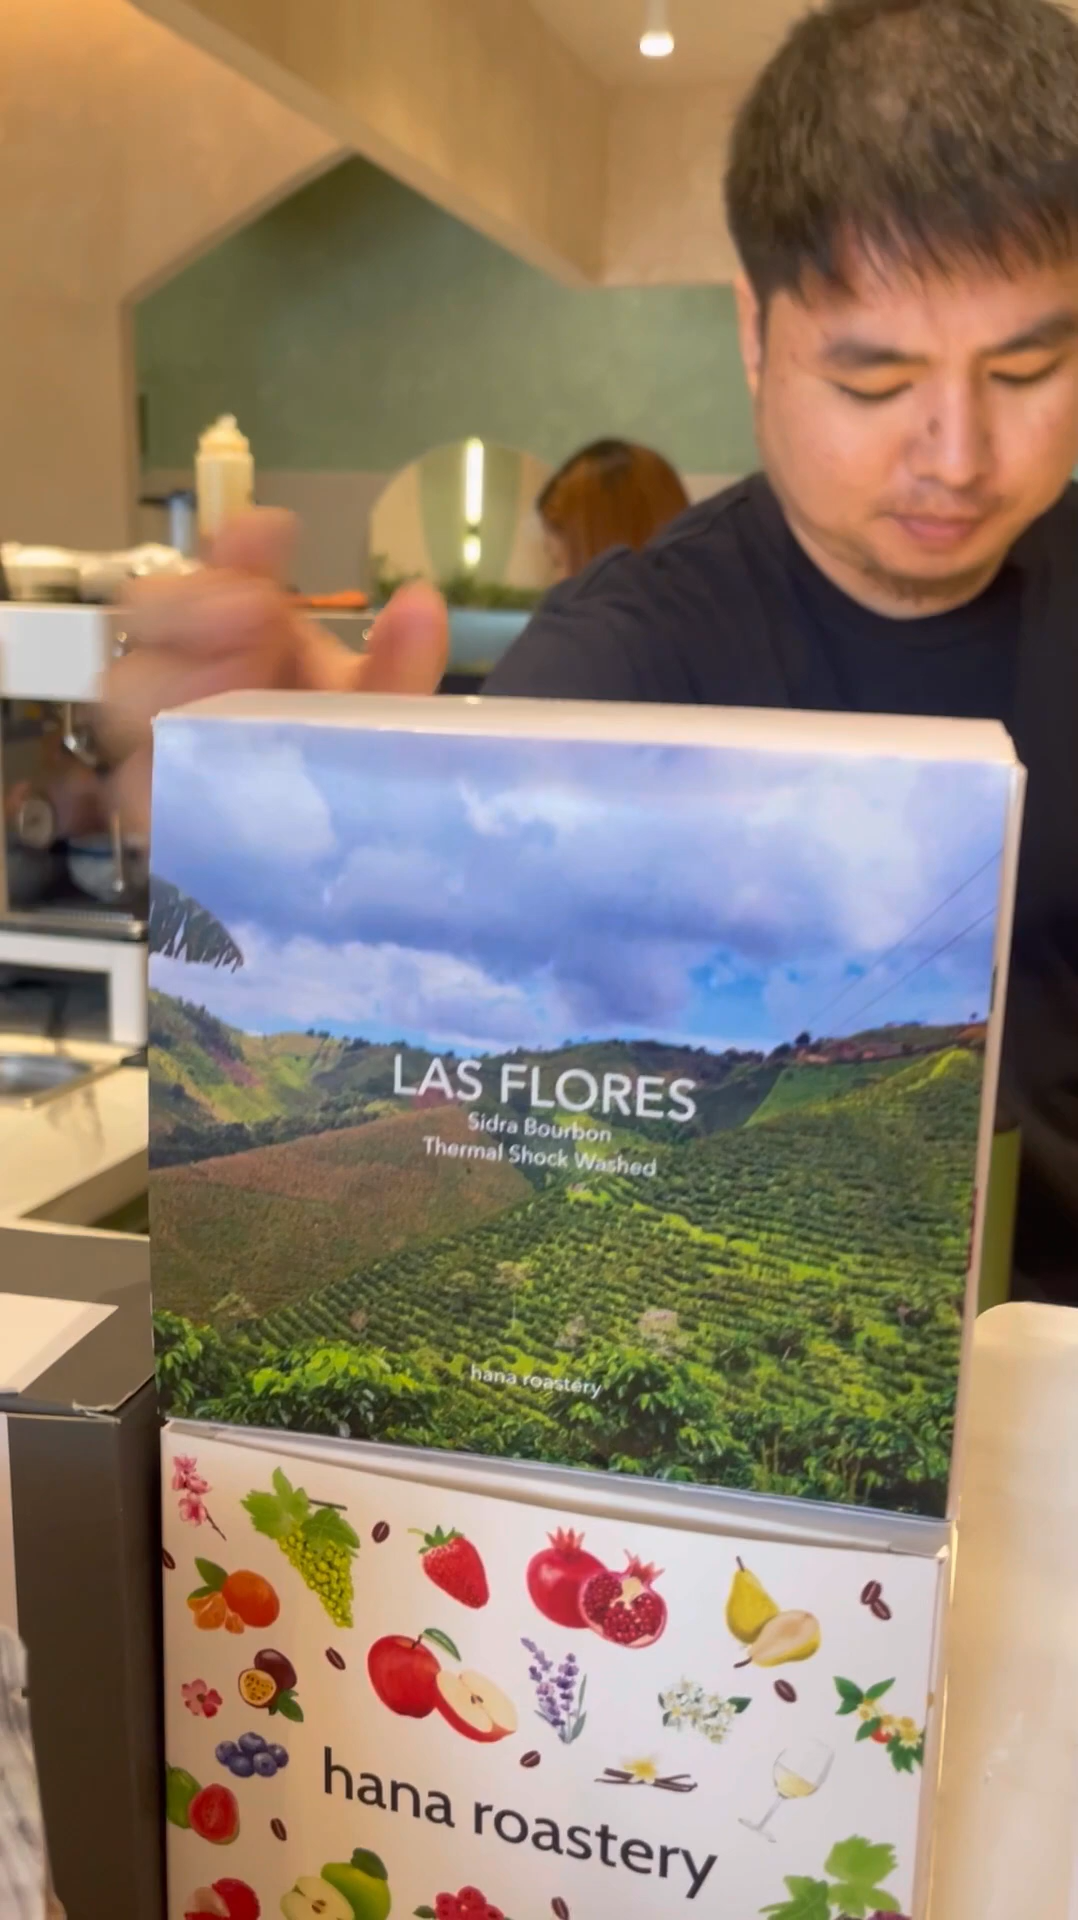 LAS FLORES
Sidra Bourbon
Thermal Shock Washed
hana roastery
hana roastery